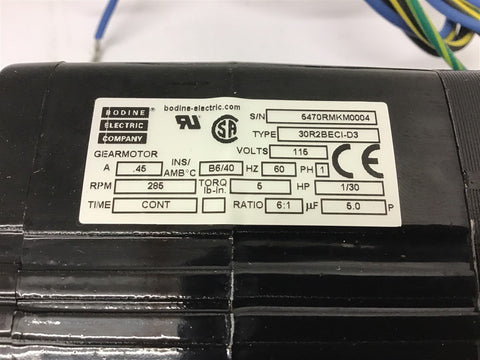 BODINE
ELECTRIC
COMPANY
bodine-electric.com
S/N 5470RMKM0004
TYPE 30R2BECI-D3
VOLTS 115
GEARMOTOR
A .45 INS/AMB°C B6/40 HZ 60 PH 1
RPM 285 TORQ lb-in. 5 HP 1/30
TIME CONT RATIO 6:1 µF 5.0 P